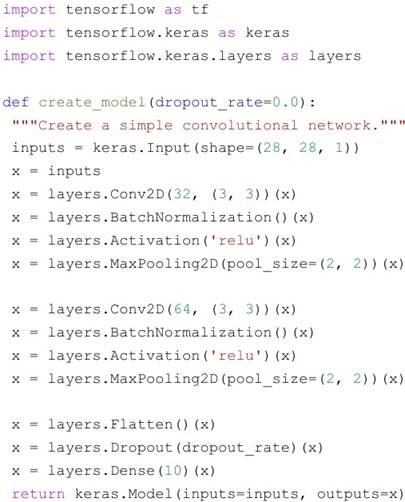 import tensorflow as tf
import tensorflow.keras as keras
import tensorflow.keras.layers as layers

def create_model(dropout_rate=0.0):
 """Create a simple convolutional network."""
 inputs = keras.Input(shape=(28, 28, 1))
 x = inputs
 x = layers.Conv2D(32, (3, 3))(x)
 x = layers.BatchNormalization()(x)
 x = layers.Activation('relu')(x)
 x = layers.MaxPooling2D(pool_size=(2, 2))(x)

 x = layers.Conv2D(64, (3, 3))(x)
 x = layers.BatchNormalization()(x)
 x = layers.Activation('relu')(x)
 x = layers.MaxPooling2D(pool_size=(2, 2))(x)

 x = layers.Flatten()(x)
 x = layers.Dropout(dropout_rate)(x)
 x = layers.Dense(10)(x)
 return keras.Model(inputs=inputs, outputs=x)